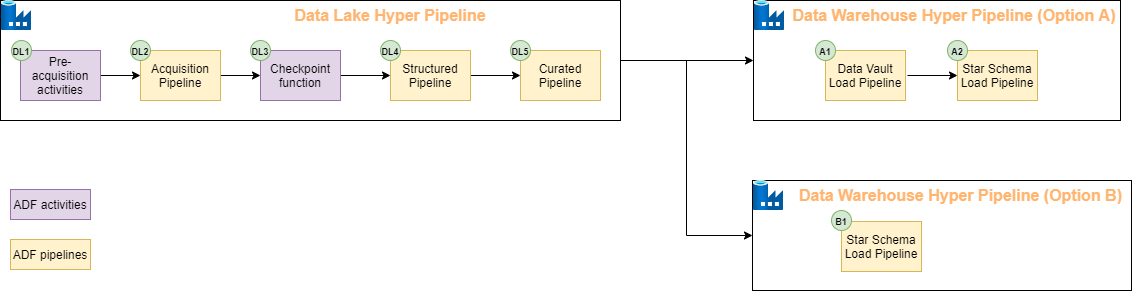 Data Lake Hyper Pipeline
DL1
Pre-
acquisition
activities
DL2
Acquisition
Pipeline
DL3
Checkpoint
function
DL4
Structured
Pipeline
DL5
Curated
Pipeline
Data Warehouse Hyper Pipeline (Option A)
A1
Data Vault
Load Pipeline
A2
Star Schema
Load Pipeline
ADF activities
ADF pipelines
Data Warehouse Hyper Pipeline (Option B)
B1
Star Schema
Load Pipeline